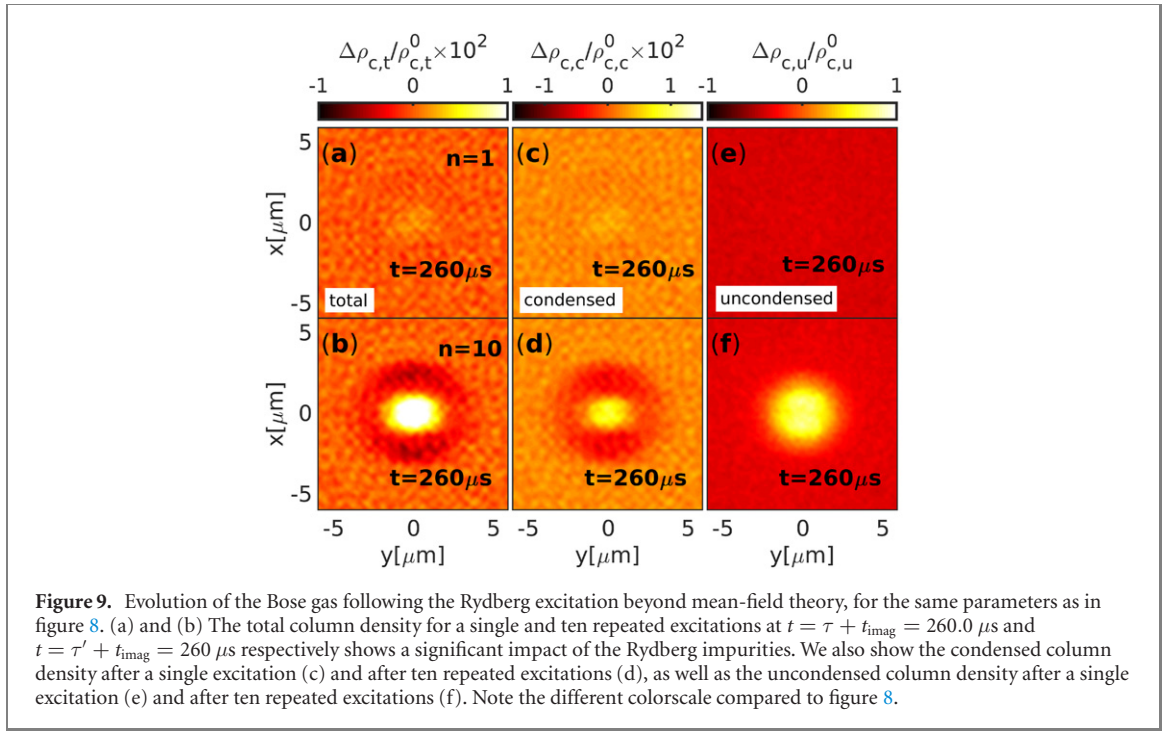 Δρc,t/ρ⁰c,t×10² Δρc,c/ρ⁰c,c×10² Δρc,u/ρ⁰c,u
-1 0 1 -1 0 1 -1 0 1
5 (a) n=1 (c) (e)
x[μm] 0
t=260μs t=260μs t=260μs
-5 total condensed uncondensed
5 (b) n=10 (d) (f)
x[μm] 0
t=260μs t=260μs t=260μs
-5
-5 0 5 -5 0 5 -5 0 5
y[μm] y[μm] y[μm]
Figure 9. Evolution of the Bose gas following the Rydberg excitation beyond mean-field theory, for the same parameters as in
figure 8. (a) and (b) The total column density for a single and ten repeated excitations at t = τ + timag = 260.0 μs and
t = τ′ + timag = 260 μs respectively shows a significant impact of the Rydberg impurities. We also show the condensed column
density after a single excitation (c) and after ten repeated excitations (d), as well as the uncondensed column density after a single
excitation (e) and after ten repeated excitations (f). Note the different colorscale compared to figure 8.